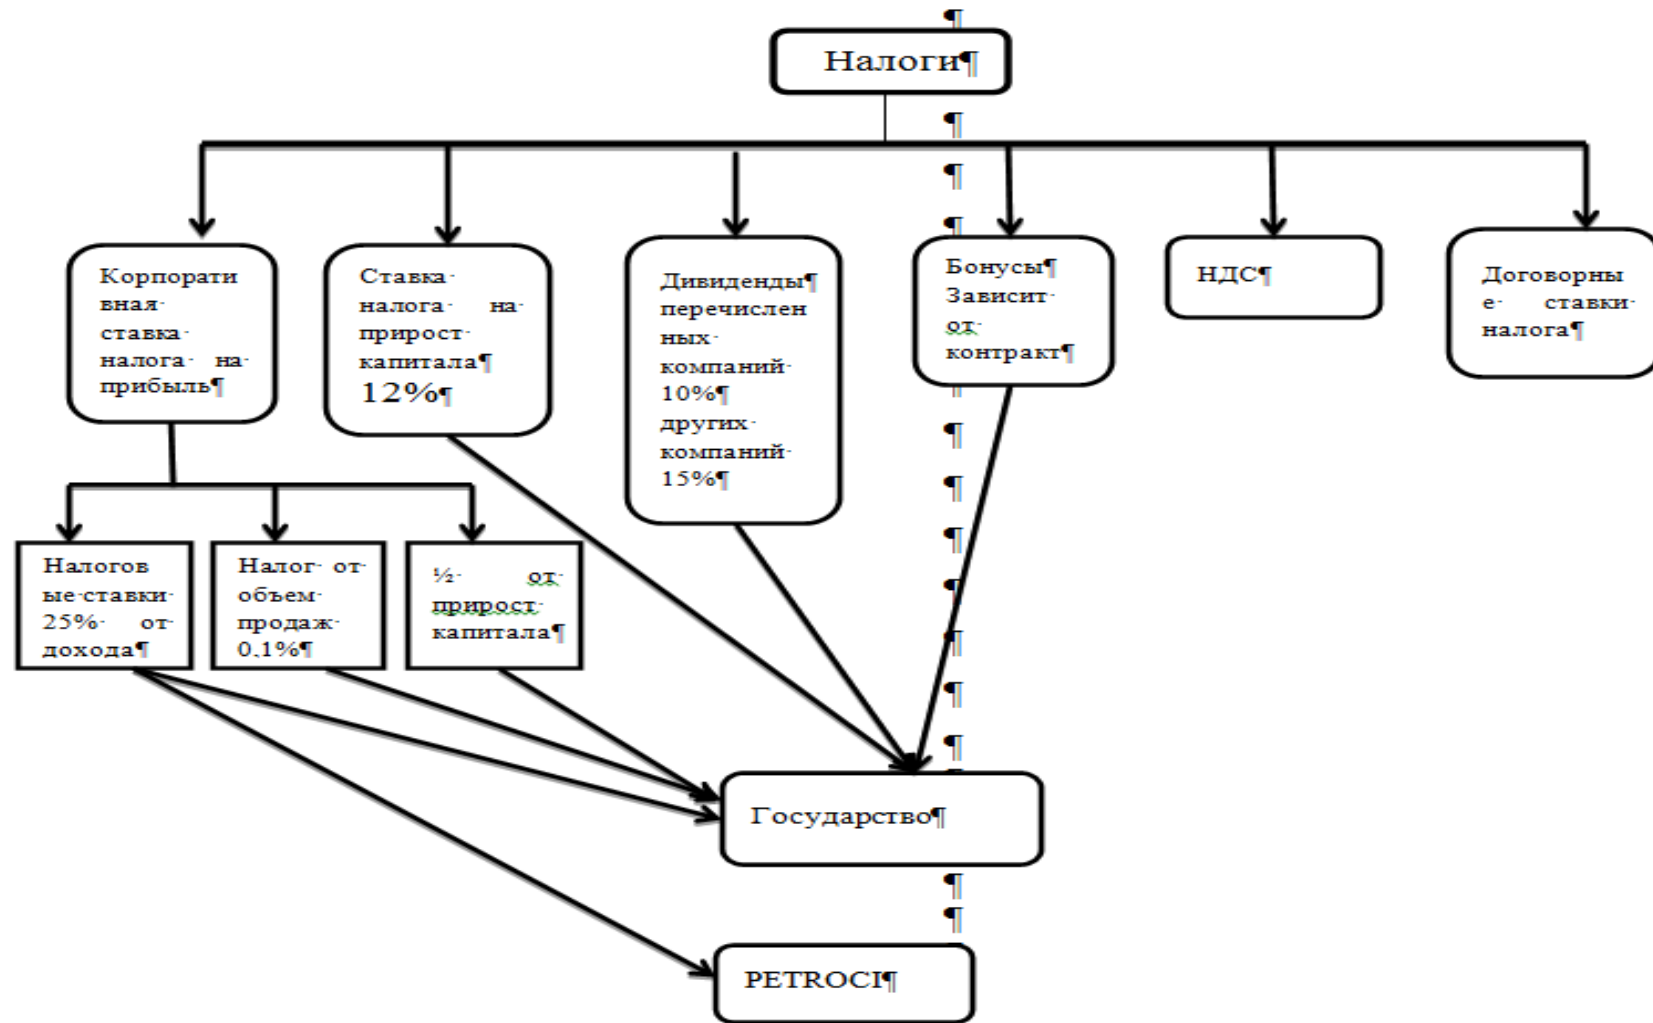 Налоги¶
Корпорати
вная·
ставка·
налога· на·
прибыль¶
Ставка·
налога· на·
прирост·
капитала¶
12%¶
Дивиденды¶
перечислен
ных·
компаний·
10%¶
других·
компаний·
15%¶
Бонусы¶
Зависит·
от·
контракт¶
НДС¶
Договорны
е· ставки·
налога¶
Налогов
ые·ставки·
25%· от·
дохода¶
Налог· от·
объем·
продаж·
0,1%¶
½· от·
прирост·
капитала¶
Государство¶
PETROCI¶